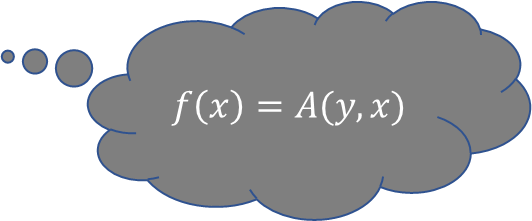 f(x) = A(y, x)